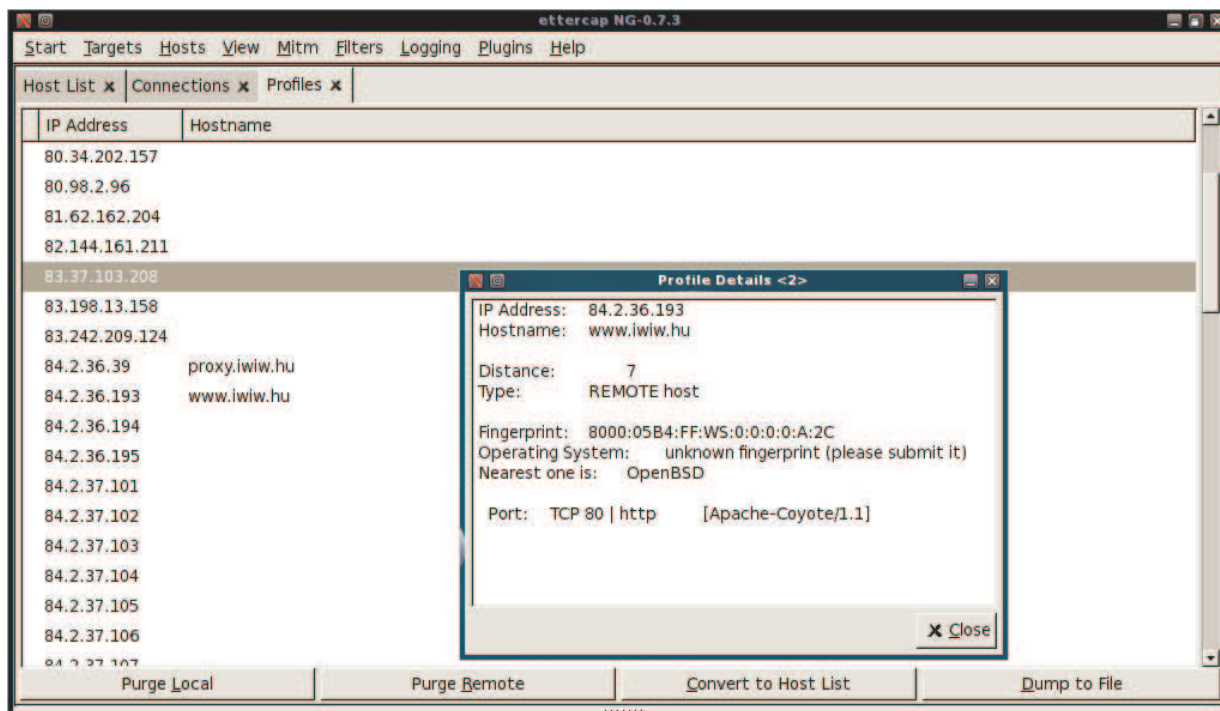 ettercap NG-0.7.3
Start Targets Hosts View Mitm Filters Logging Plugins Help
Host List Connections Profiles
IP Address Hostname
80.34.202.157
80.98.2.96
81.62.162.204
82.144.161.211
83.37.103.208
83.198.13.158
83.242.209.124
84.2.36.39 proxy.iwiw.hu
84.2.36.193 www.iwiw.hu
84.2.36.194
84.2.36.195
84.2.37.101
84.2.37.102
84.2.37.103
84.2.37.104
84.2.37.105
84.2.37.106
84.2.37.107
Profile Details <2>
IP Address: 84.2.36.193
Hostname: www.iwiw.hu
Distance: 7
Type: REMOTE host
Fingerprint: 8000:05B4:FF:WS:0:0:0:0:A:2C
Operating System: unknown fingerprint (please submit it)
Nearest one is: OpenBSD
Port: TCP 80 | http [Apache-Coyote/1.1]
Close
Purge Local Purge Remote Convert to Host List Dump to File